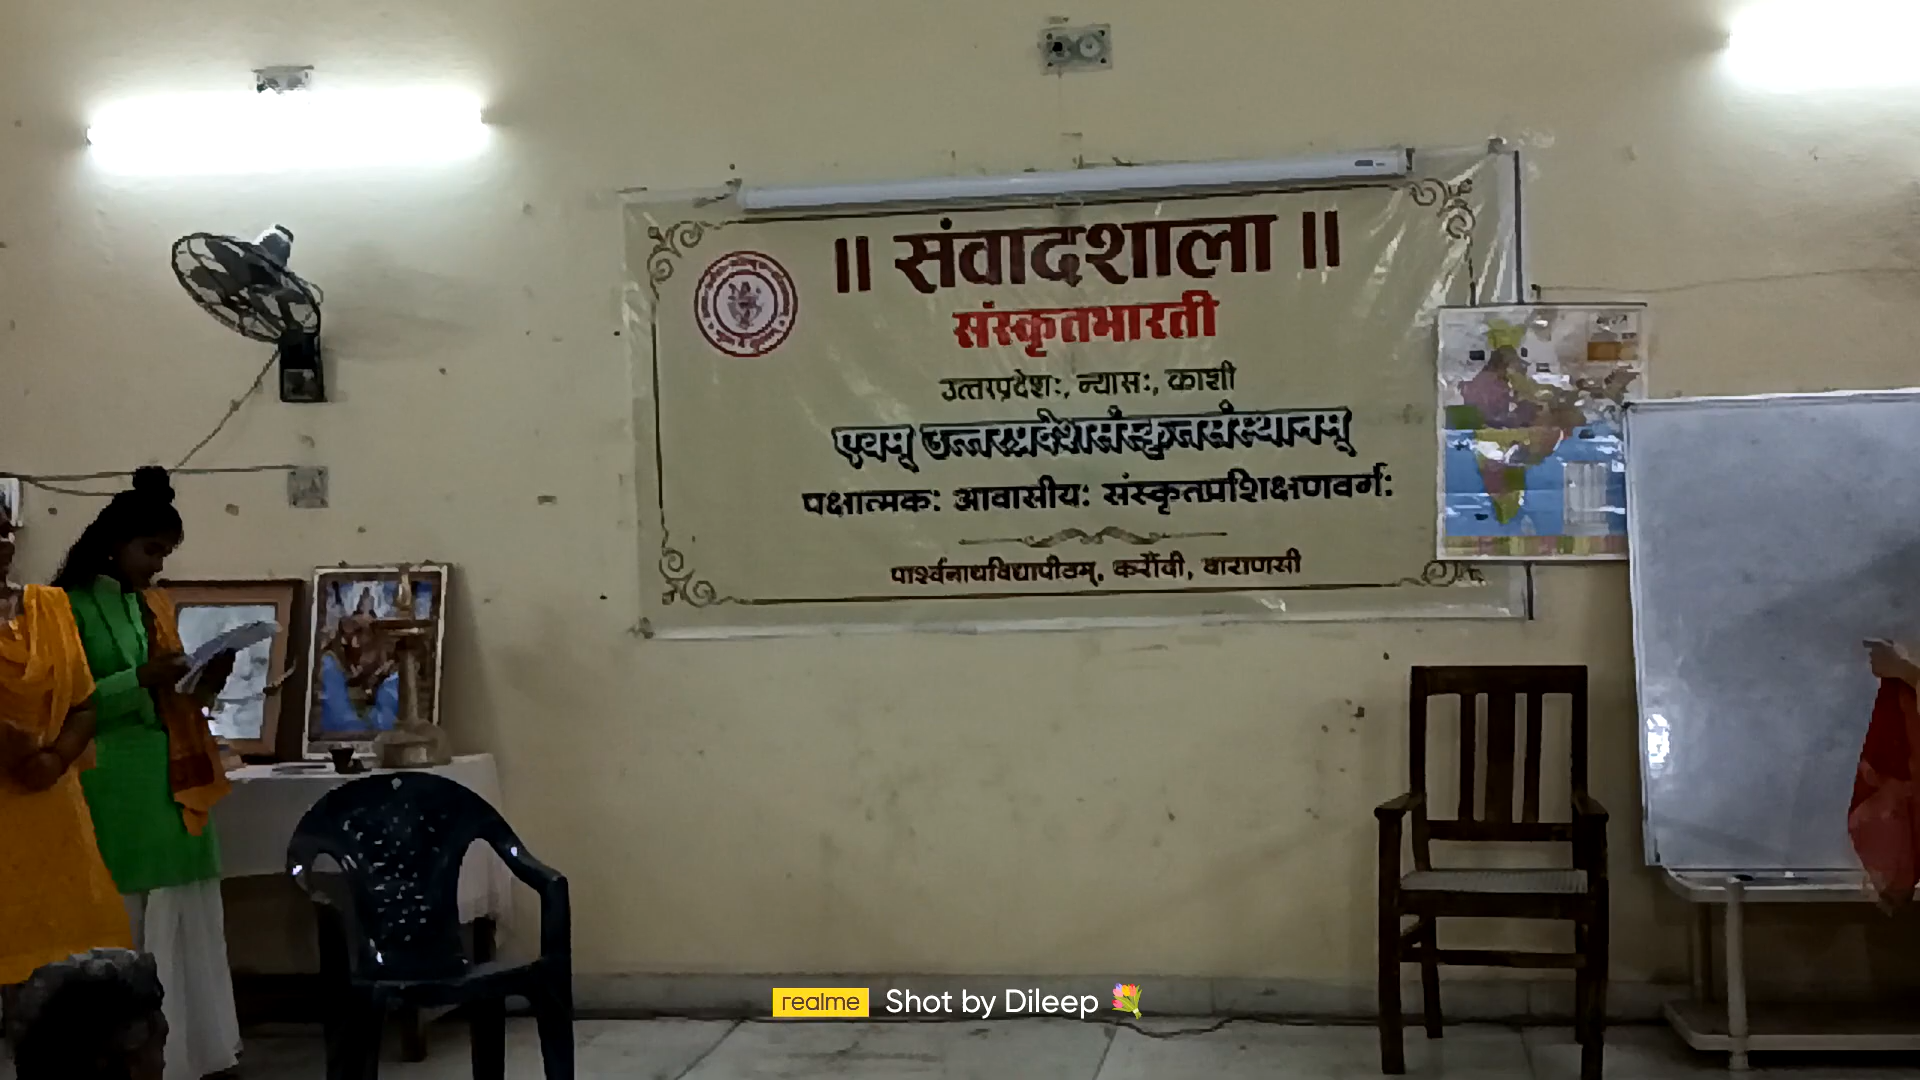 ॥ संवादशाला ॥
संस्कृतभारती
उत्तरप्रदेशः, न्यासः, काशी
एवम् उत्तरप्रदेशसंस्कृतसंस्थानम्
पक्षात्मकः आवासीयः संस्कृतप्रशिक्षणवर्गः
पार्श्वनाथविद्यापीठम्, करौंदी, वाराणसी
realme Shot by Dileep